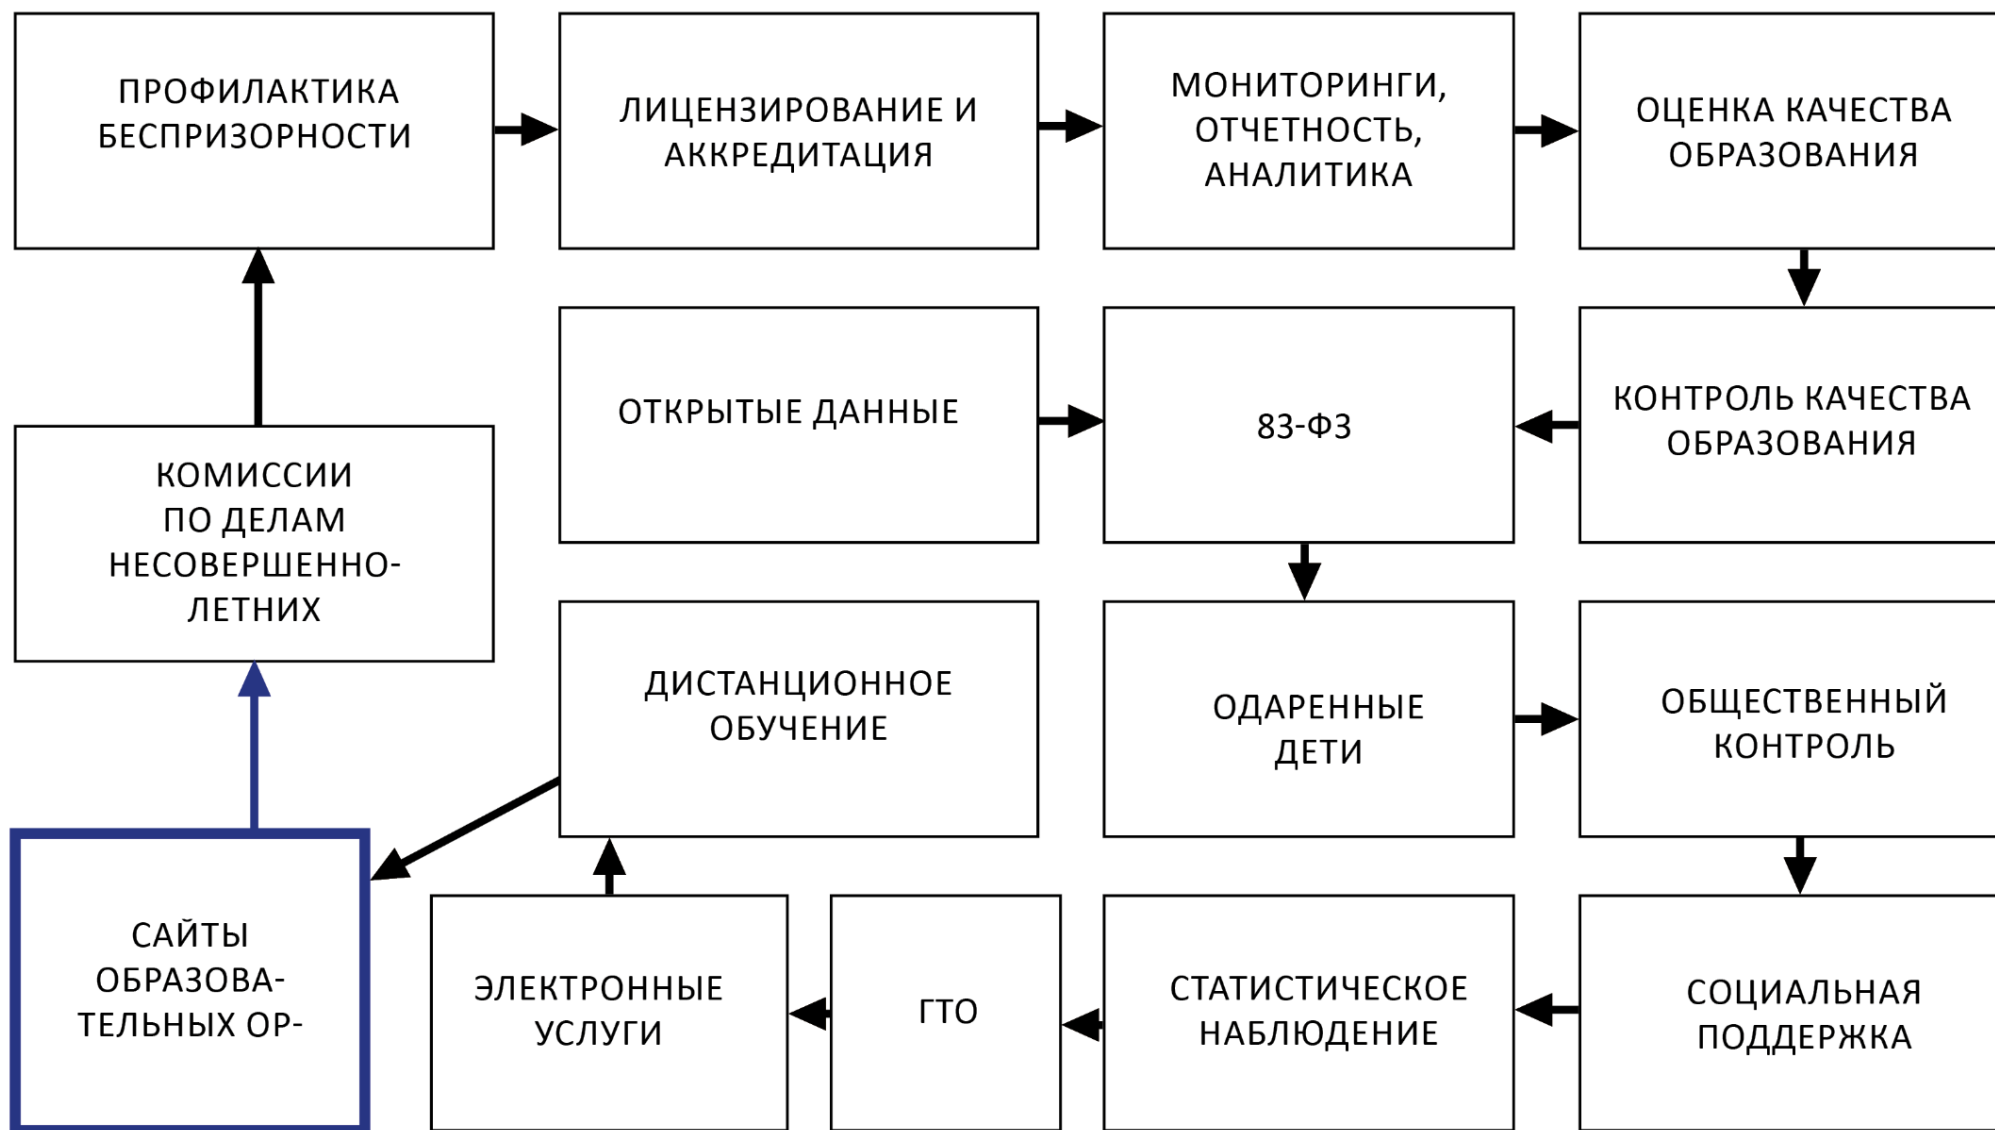 ПРОФИЛАКТИКА
БЕСПРИЗОРНОСТИ
ЛИЦЕНЗИРОВАНИЕ И
АККРЕДИТАЦИЯ
МОНИТОРИНГИ,
ОТЧЕТНОСТЬ,
АНАЛИТИКА
ОЦЕНКА КАЧЕСТВА
ОБРАЗОВАНИЯ
ОТКРЫТЫЕ ДАННЫЕ
83-ФЗ
КОНТРОЛЬ КАЧЕСТВА
ОБРАЗОВАНИЯ
КОМИССИИ
ПО ДЕЛАМ
НЕСОВЕРШЕННО-
ЛЕТНИХ
ДИСТАНЦИОННОЕ
ОБУЧЕНИЕ
ОДАРЕННЫЕ
ДЕТИ
ОБЩЕСТВЕННЫЙ
КОНТРОЛЬ
САЙТЫ
ОБРАЗОВА-
ТЕЛЬНЫХ ОР-
ЭЛЕКТРОННЫЕ
УСЛУГИ
ГТО
СТАТИСТИЧЕСКОЕ
НАБЛЮДЕНИЕ
СОЦИАЛЬНАЯ
ПОДДЕРЖКА